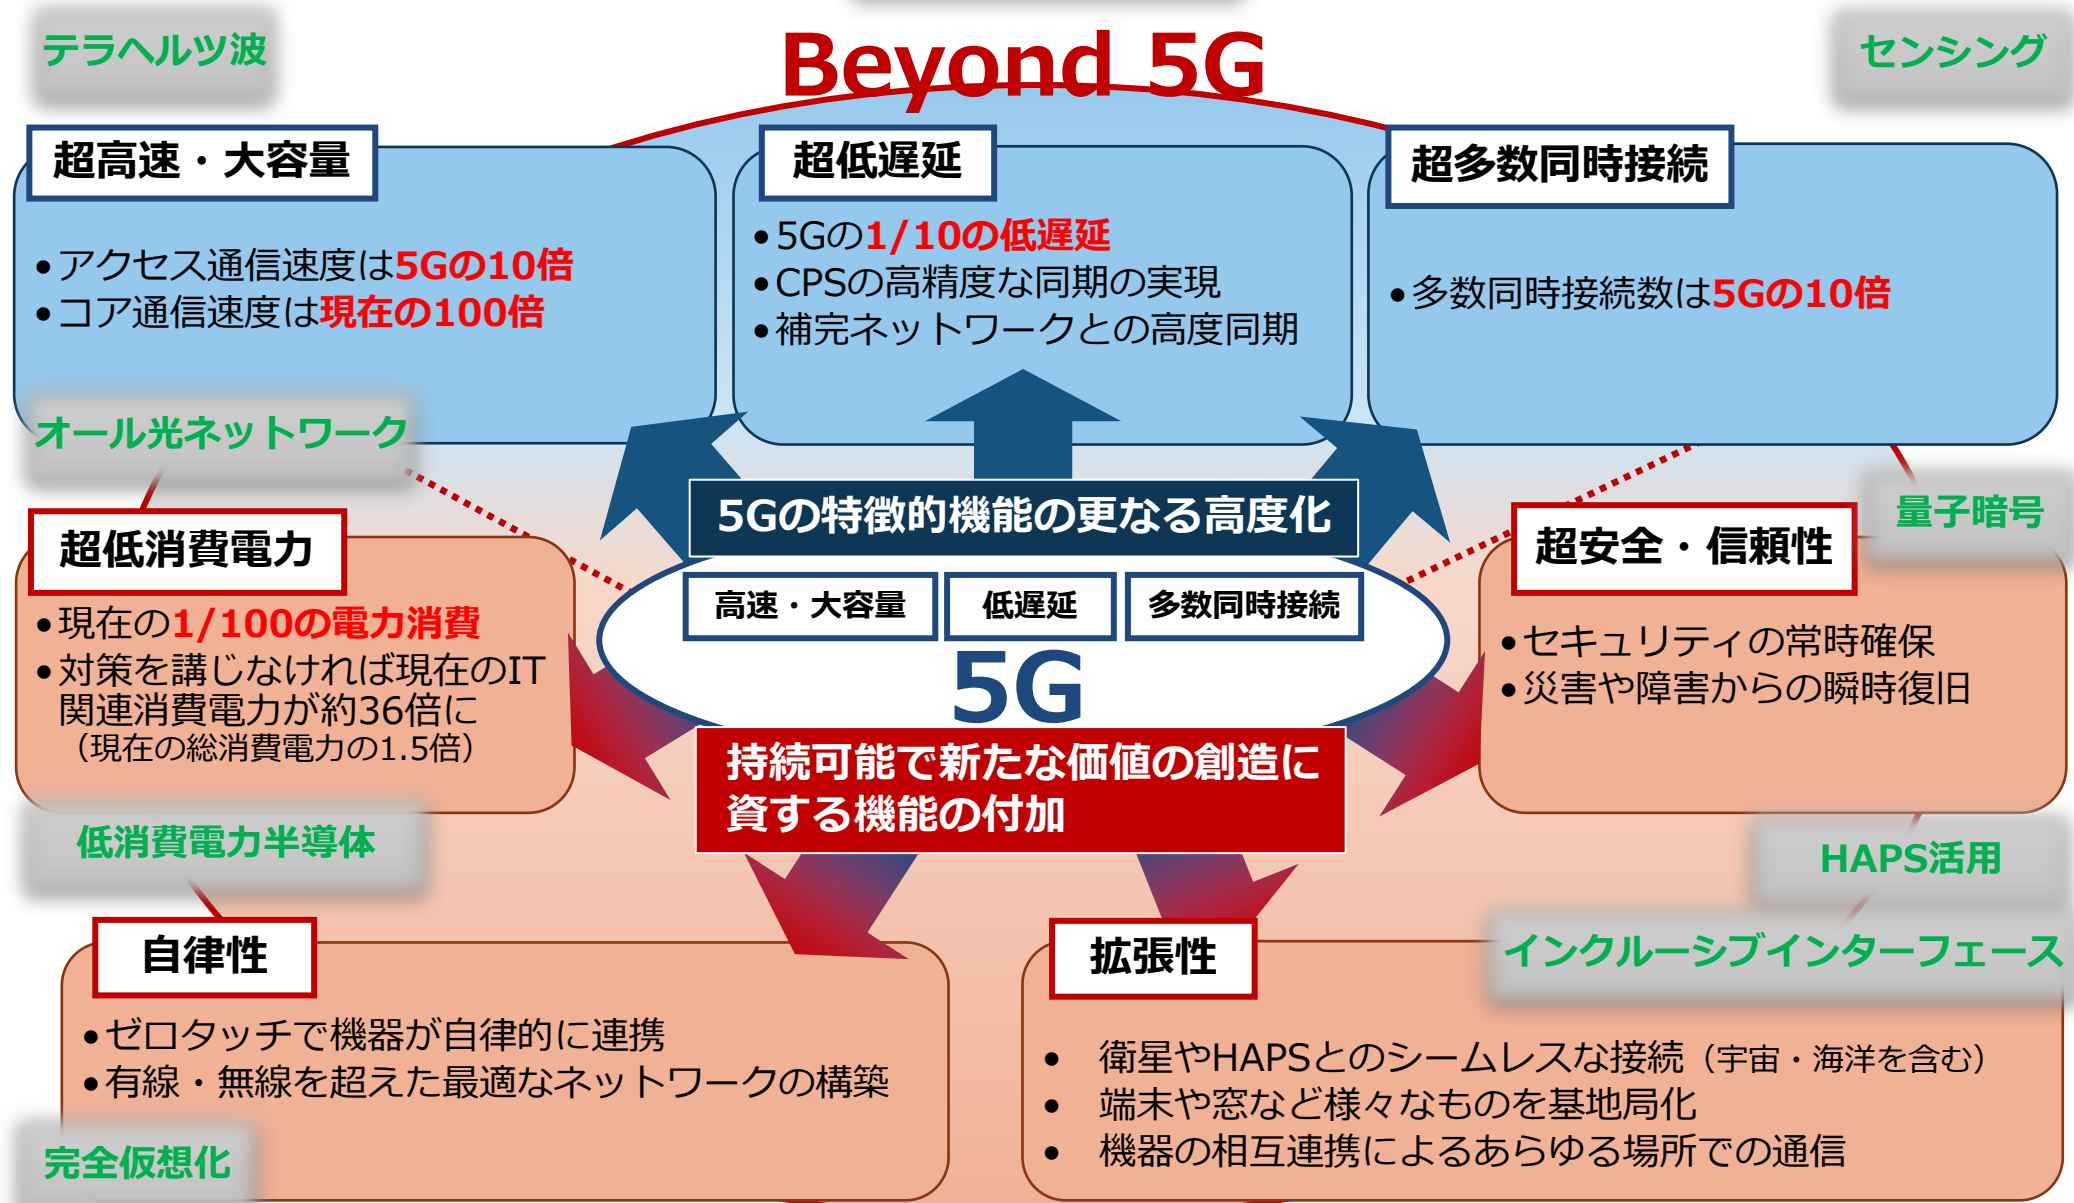 Beyond 5G
テラヘルツ波
センシング
超高速・大容量
•アクセス通信速度は5Gの10倍
•コア通信速度は現在の100倍
超低遅延
•5Gの1/10の低遅延
•CPSの高精度な同期の実現
•補完ネットワークとの高度同期
超多数同時接続
•多数同時接続数は5Gの10倍
オール光ネットワーク
量子暗号
5Gの特徴的機能の更なる高度化
高速・大容量
低遅延
多数同時接続
5G
持続可能で新たな価値の創造に
資する機能の付加
超低消費電力
•現在の1/100の電力消費
•対策を講じなければ現在のIT
関連消費電力が約36倍に
（現在の総消費電力の1.5倍）
超安全・信頼性
•セキュリティの常時確保
•災害や障害からの瞬時復旧
低消費電力半導体
HAPS活用
インクルーシブインターフェース
自律性
•ゼロタッチで機器が自律的に連携
•有線・無線を超えた最適なネットワークの構築
完全仮想化
拡張性
• 衛星やHAPSとのシームレスな接続（宇宙・海洋を含む）
• 端末や窓など様々なものを基地局化
• 機器の相互連携によるあらゆる場所での通信